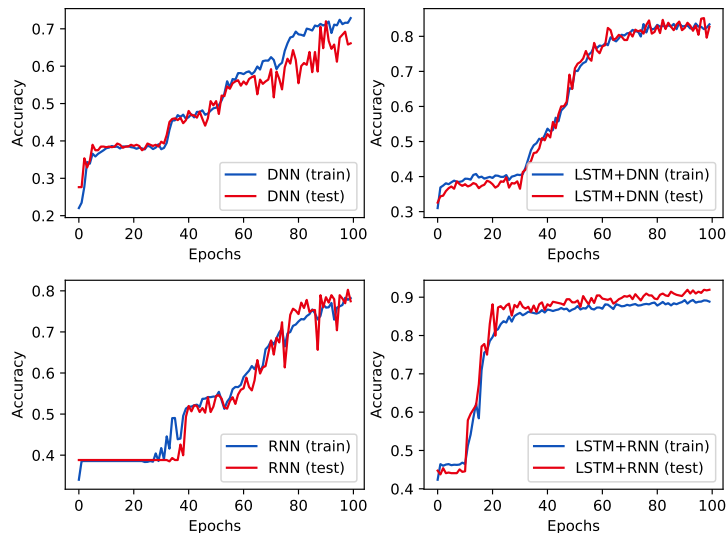 0.7
0.6
0.5
0.4
0.3
0.2
Accuracy
DNN (train)
DNN (test)
0 20 40 60 80 100
Epochs
0.8
0.7
0.6
0.5
0.4
0.3
Accuracy
LSTM+DNN (train)
LSTM+DNN (test)
0 20 40 60 80 100
Epochs
0.8
0.7
0.6
0.5
0.4
Accuracy
RNN (train)
RNN (test)
0 20 40 60 80 100
Epochs
0.9
0.8
0.7
0.6
0.5
0.4
Accuracy
LSTM+RNN (train)
LSTM+RNN (test)
0 20 40 60 80 100
Epochs